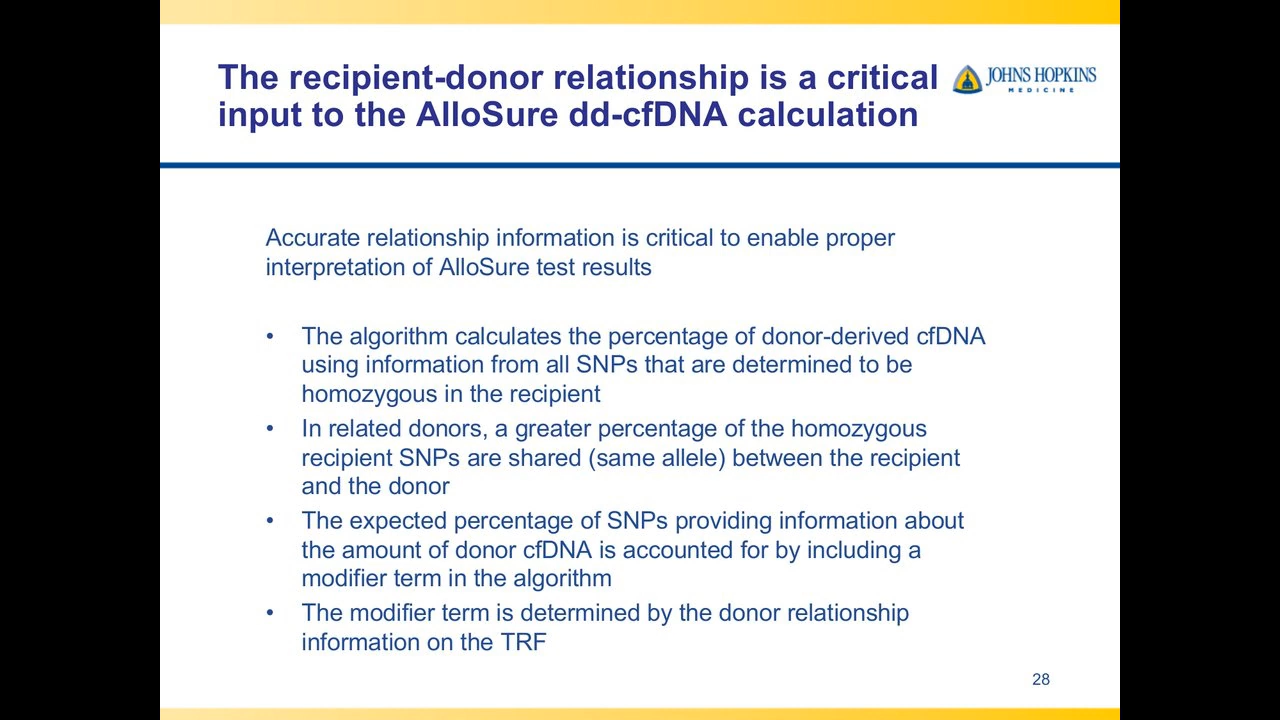 The recipient-donor relationship is a critical
input to the AlloSure dd-cfDNA calculation
JOHNS HOPKINS
MEDICINE
Accurate relationship information is critical to enable proper
interpretation of AlloSure test results
• The algorithm calculates the percentage of donor-derived cfDNA
using information from all SNPs that are determined to be
homozygous in the recipient
• In related donors, a greater percentage of the homozygous
recipient SNPs are shared (same allele) between the recipient
and the donor
• The expected percentage of SNPs providing information about
the amount of donor cfDNA is accounted for by including a
modifier term in the algorithm
• The modifier term is determined by the donor relationship
information on the TRF
28